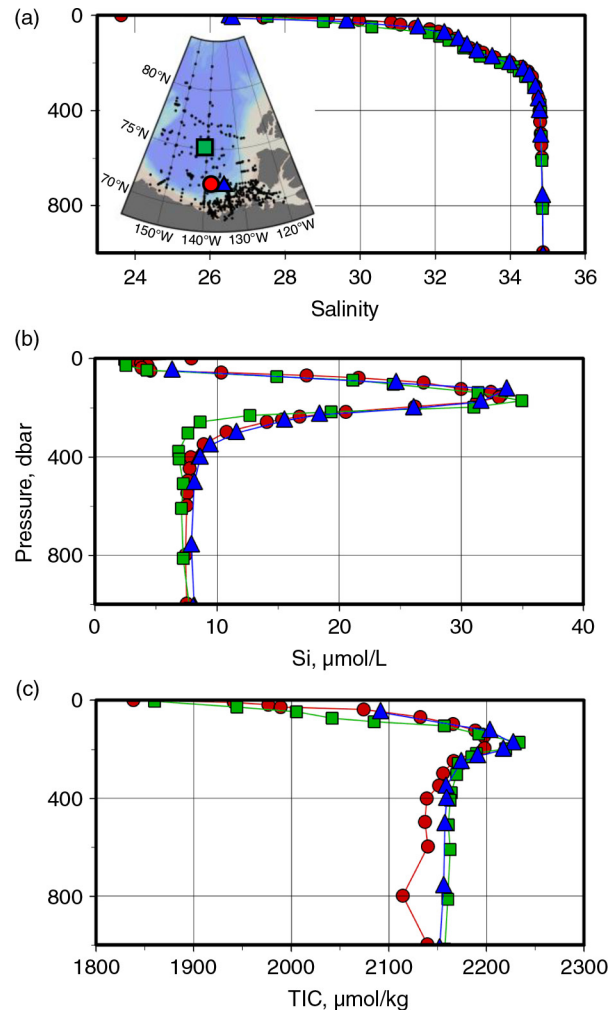 (a)
0
400
800
80°N
75°N
70°N
150°W
140°W
130°W
120°W
24 26 28 30 32 34 36
Salinity
(b)
0
400
800
Pressure, dbar
0 10 20 30 40
Si, µmol/L
(c)
0
400
800
1800 1900 2000 2100 2200 2300
TIC, µmol/kg